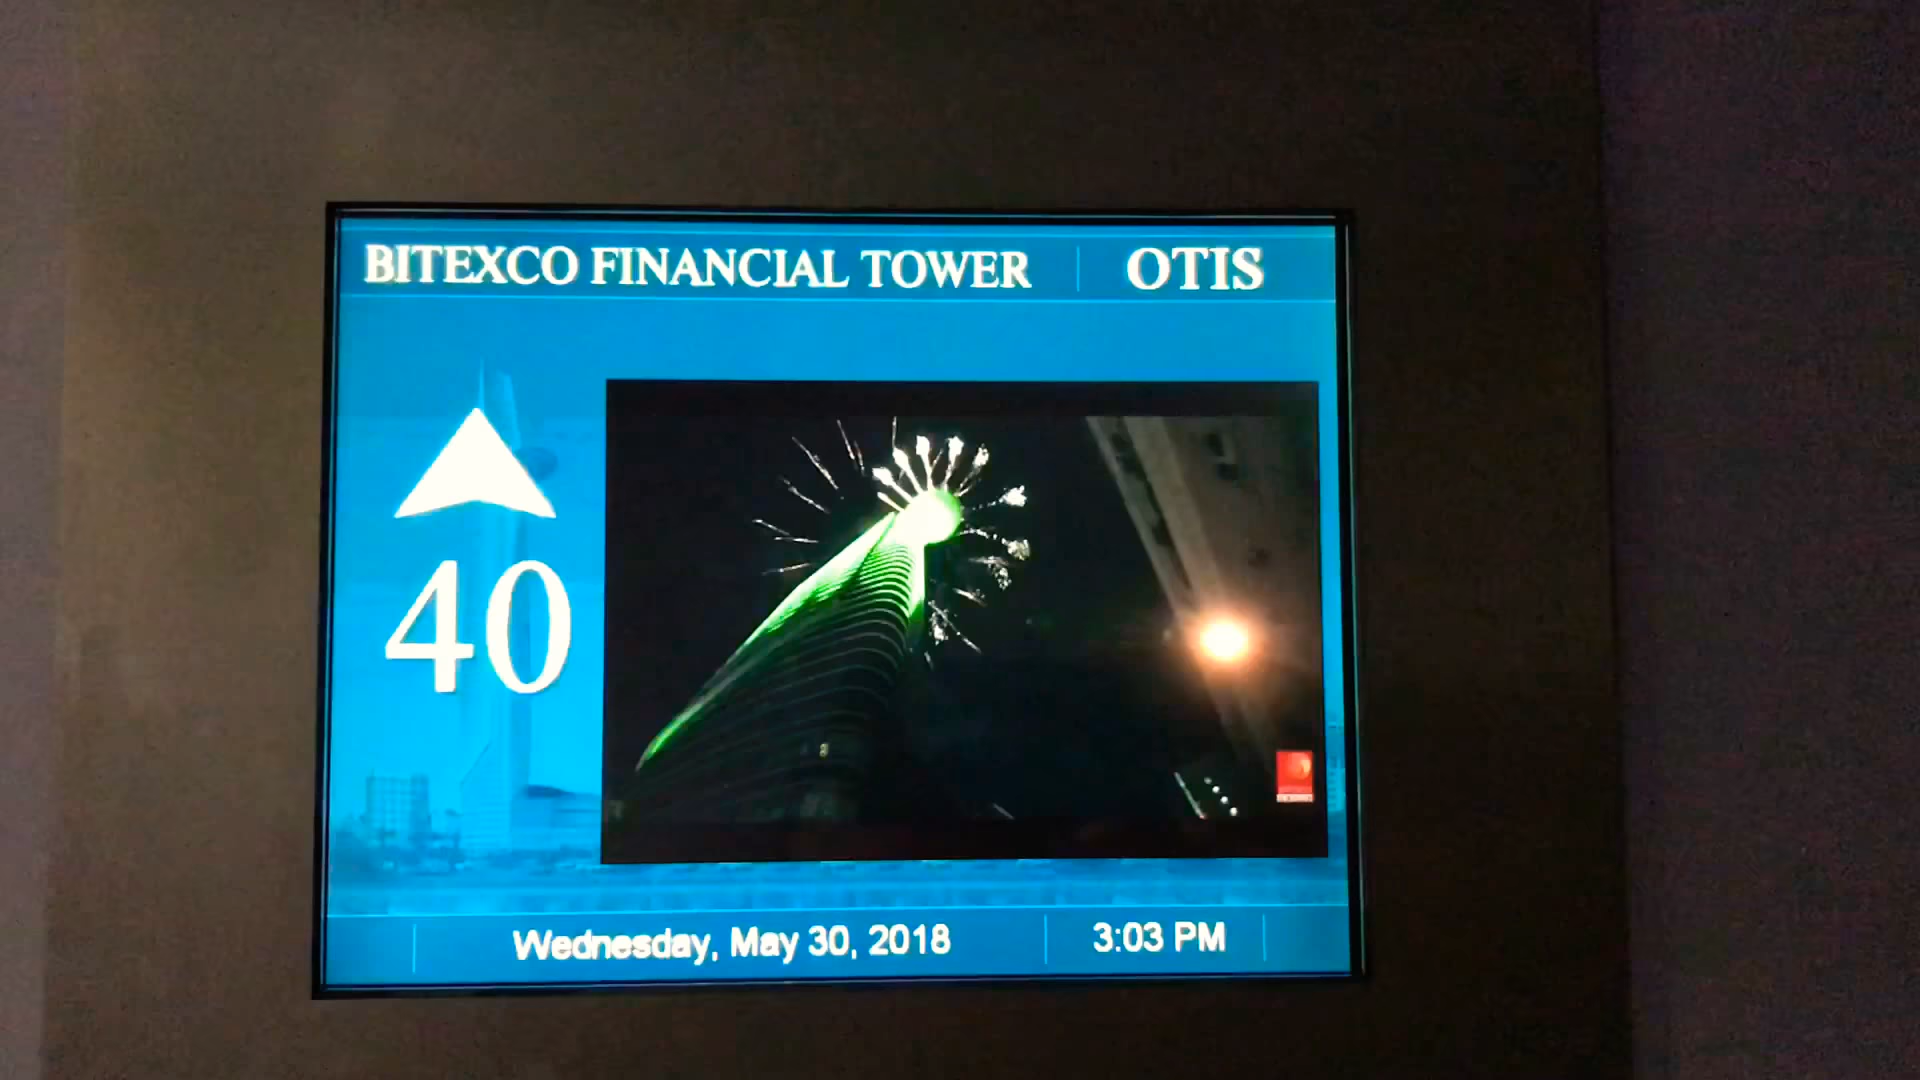 BITEXCO FINANCIAL TOWER
OTIS
40
Wednesday, May 30, 2018
3:03 PM